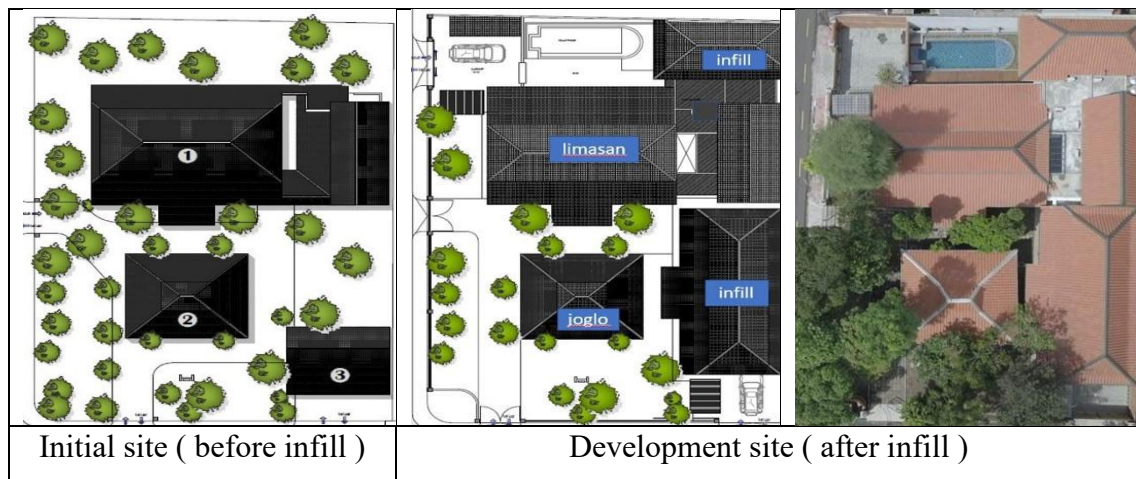 1
2
3
infill
limasan
infill
joglo
Initial site ( before infill )
Development site ( after infill )